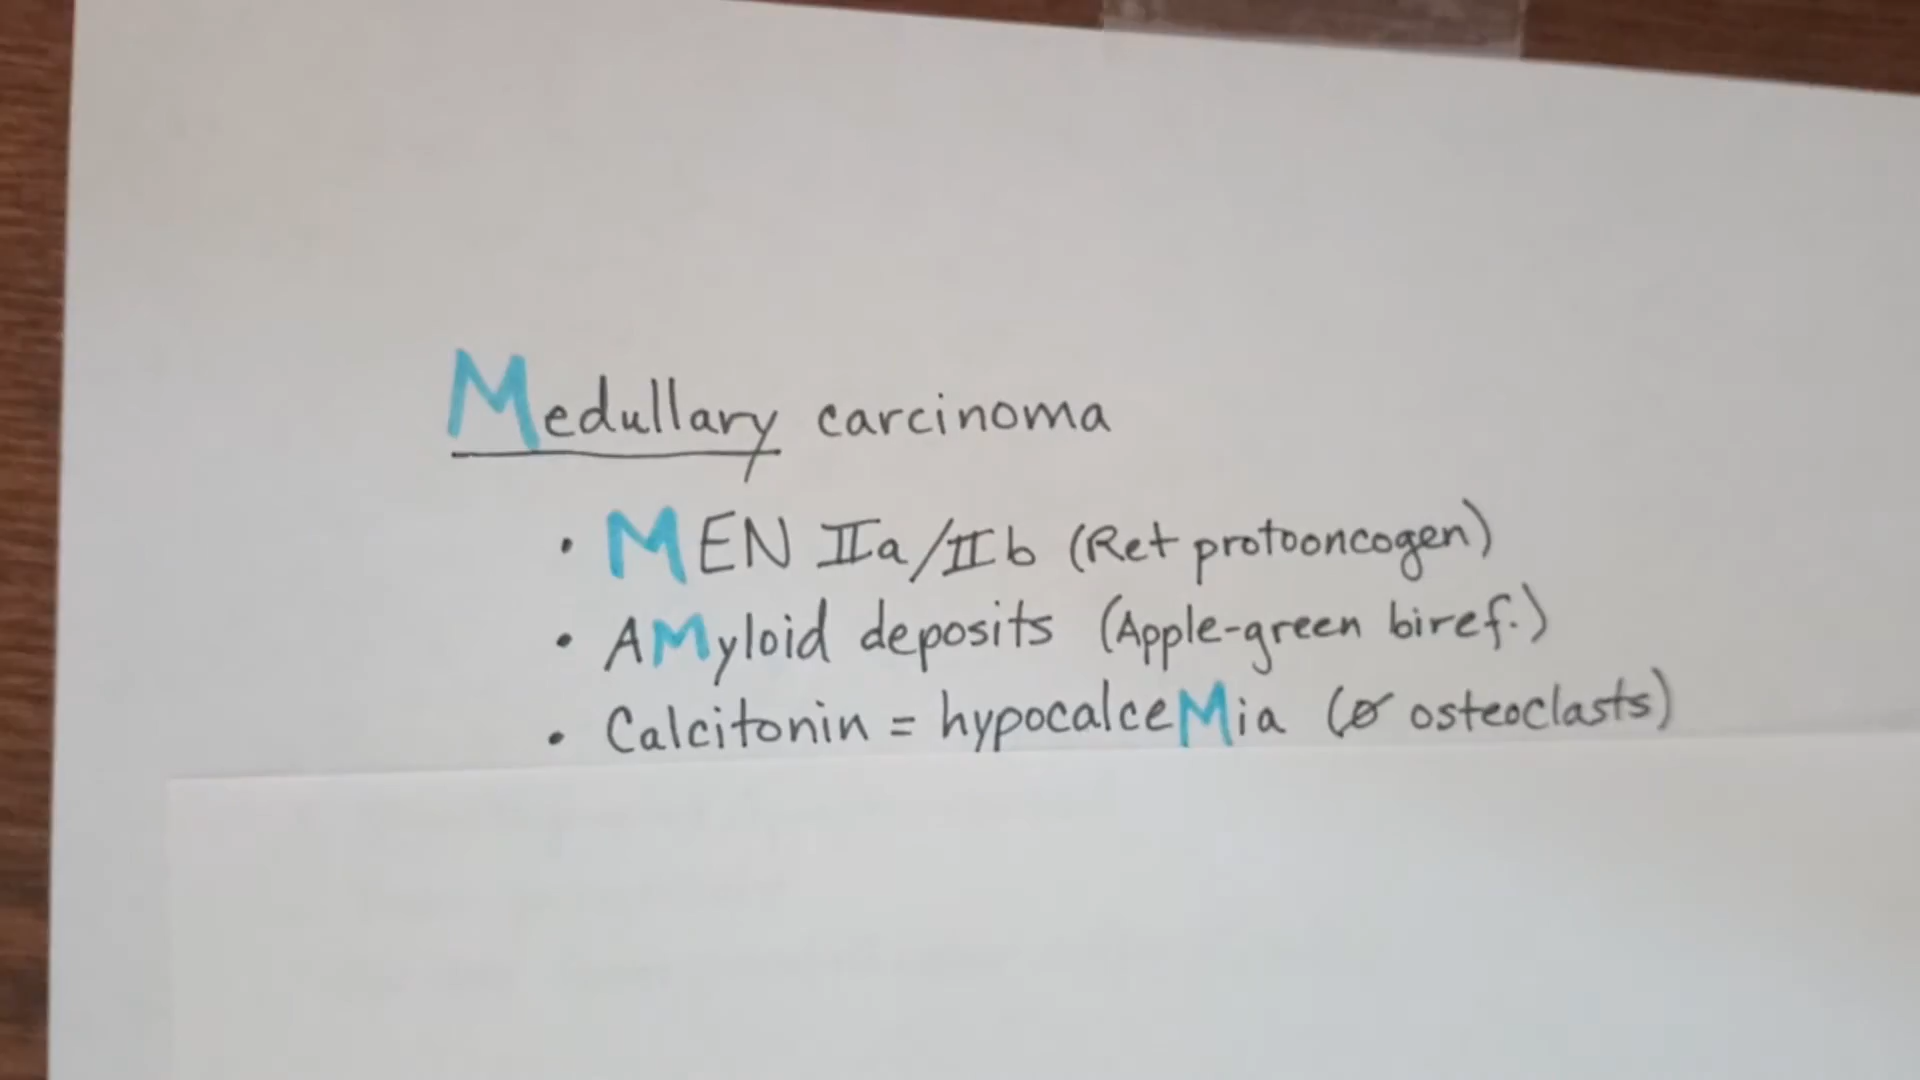 Medullary carcinoma
• MEN IIa/IIb (Ret protooncogen)
• AMyloid deposits (Apple-green biref.)
• Calcitonin = hypocalceMia (Ø osteoclasts)